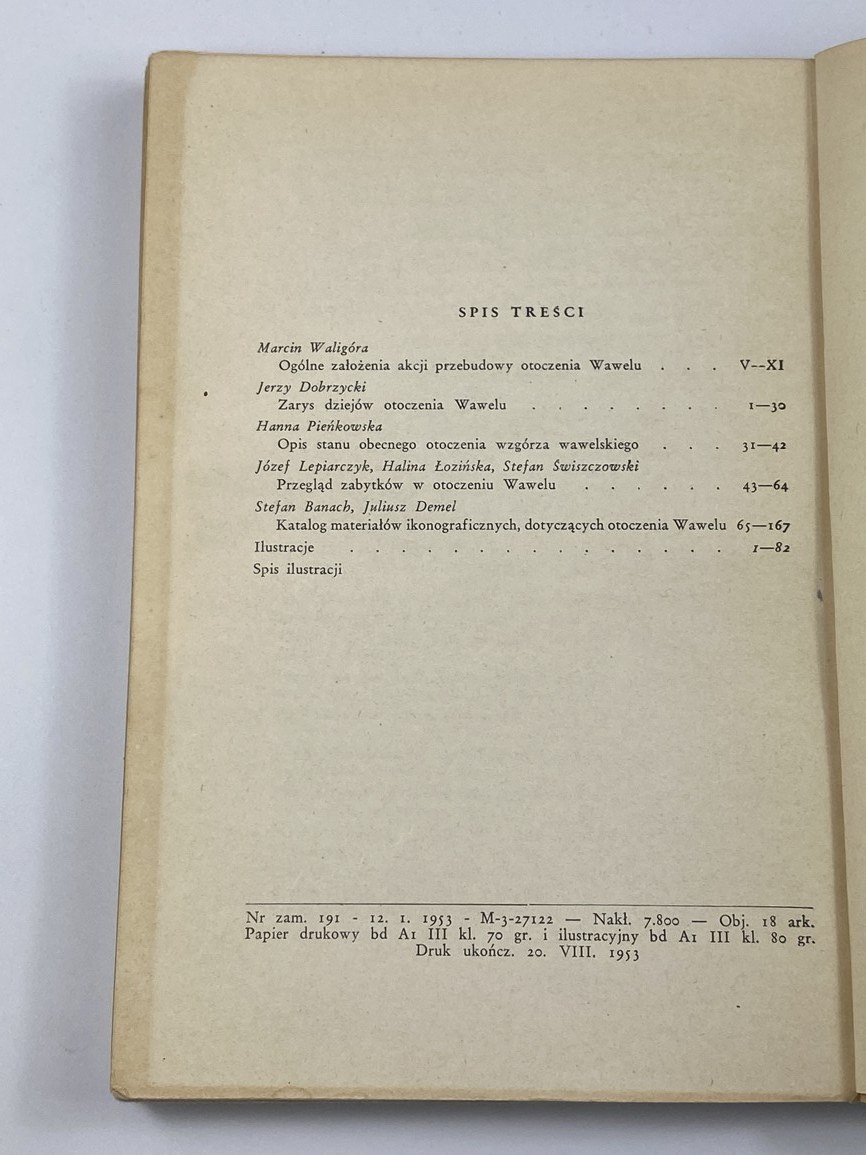 SPIS TREŚCI
Marcin Waligóra
Ogólne założenia akcji przebudowy otoczenia Wawelu . . . V--XI
Jerzy Dobrzycki
Zarys dziejów otoczenia Wawelu . . . . . . . . 1—30
Hanna Pieńkowska
Opis stanu obecnego otoczenia wzgórza wawelskiego . . . 31—42
Józef Lepiarczyk, Halina Łozińska, Stefan Świszczowski
Przegląd zabytków w otoczeniu Wawelu . . . . . . 43—64
Stefan Banach, Juliusz Demel
Katalog materiałów ikonograficznych, dotyczących otoczenia Wawelu 65—167
Ilustracje . . . . . . . . . . . . . . . 1—82
Spis ilustracji
Nr zam. 191 - 12. 1. 1953 - M-3-27122 — Nakł. 7.800 — Obj. 18 ark.
Papier drukowy bd A1 III kl. 70 gr. i ilustracyjny bd A1 III kl. 80 gr.
Druk ukończ. 20. VIII. 1953